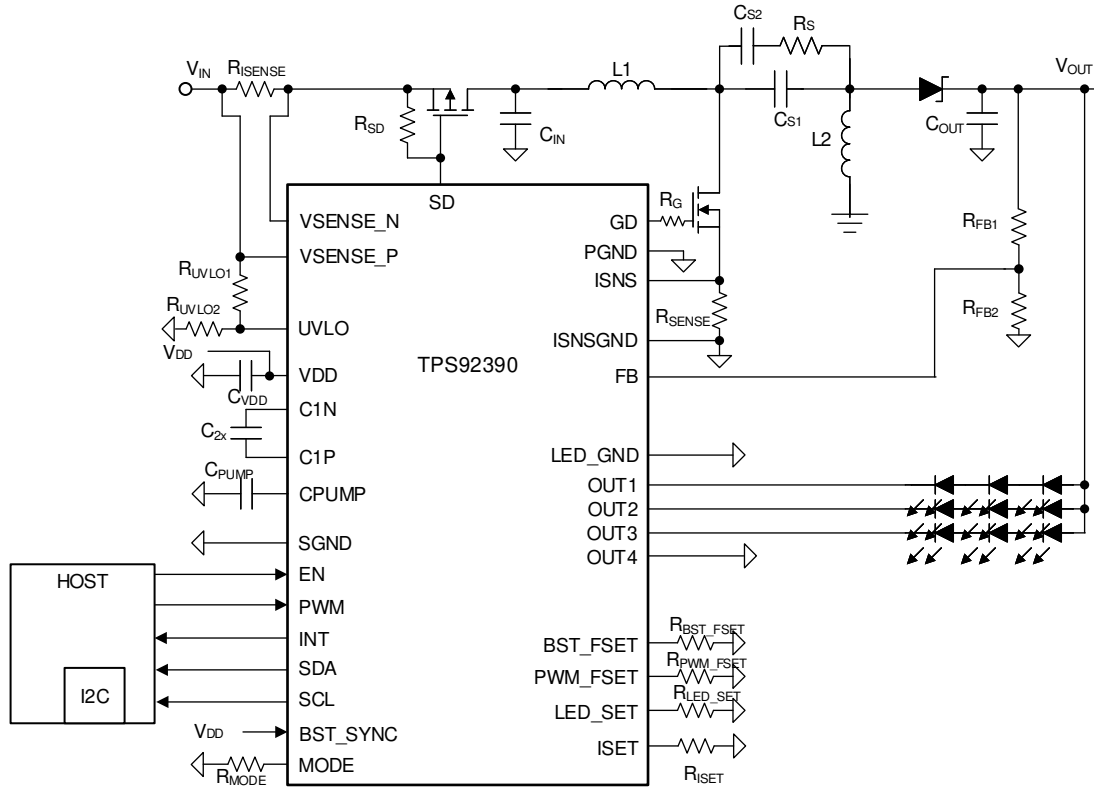 CS2
RS
VIN
RISENSE
L1
VOUT
RSD
CIN
CS1
COUT
L2
SD
RG
GD
VSENSE_N
RFB1
PGND
VSENSE_P
ISNS
RUVLO1
RUVLO2
RSENSE
RFB2
UVLO
ISNSGND
VDD
TPS92390
VDD
FB
CVDD
C1N
C2x
C1P
LED_GND
CPUMP
OUT1
CPUMP
OUT2
SGND
OUT3
OUT4
HOST
EN
PWM
RBST_FSET
INT
BST_FSET
RPWM_FSET
SDA
PWM_FSET
I2C
RLED_SET
SCL
LED_SET
VDD
BST_SYNC
ISET
MODE
RMODE
RISET